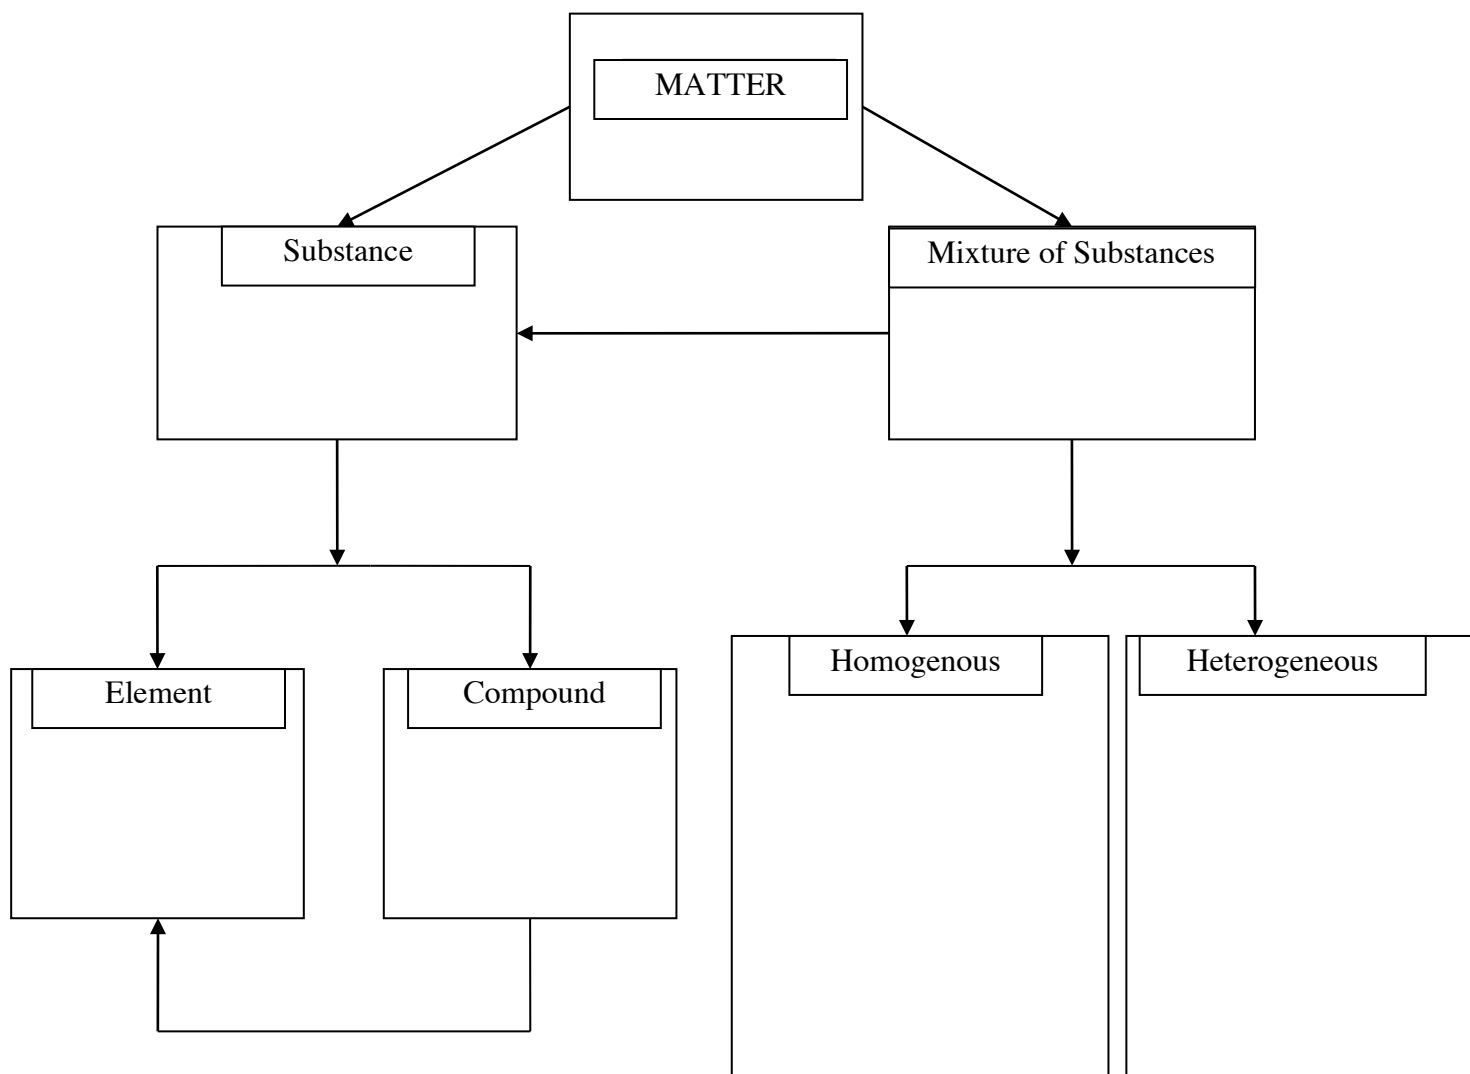 MATTER
Substance
Mixture of Substances
Element
Compound
Homogenous
Heterogeneous